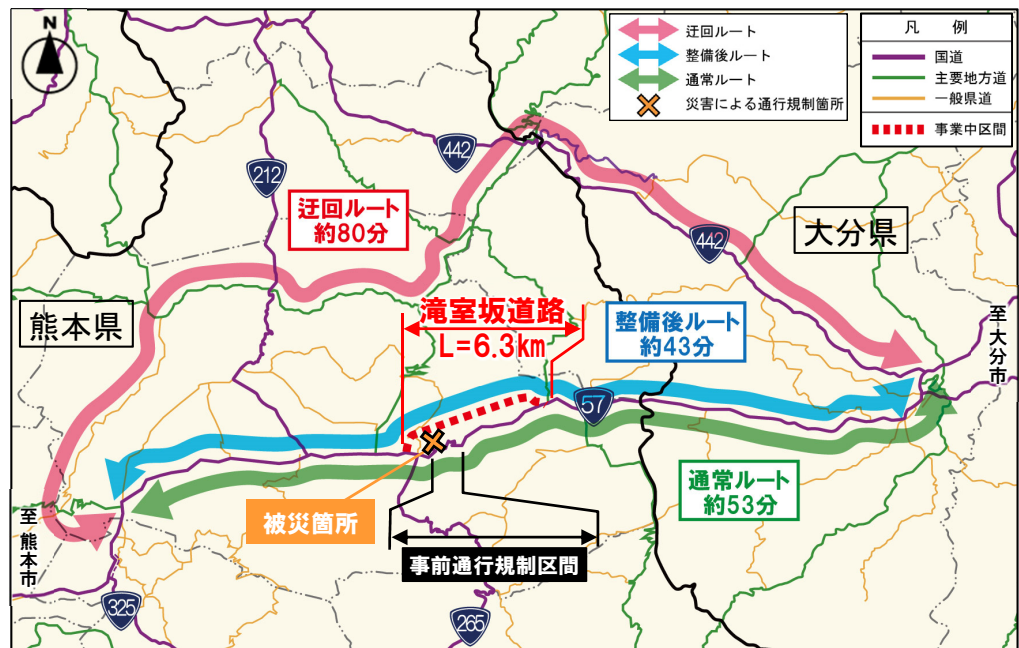 N
迂回ルート
整備後ルート
通常ルート
災害による通行規制箇所
凡 例
国道
主要地方道
一般県道
事業中区間
442
212
迂回ルート
約80分
442
大分県
熊本県
滝室坂道路
L=6.3km
整備後ルート
約43分
至 大分市
57
通常ルート
約53分
被災箇所
事前通行規制区間
至 熊本市
325
265